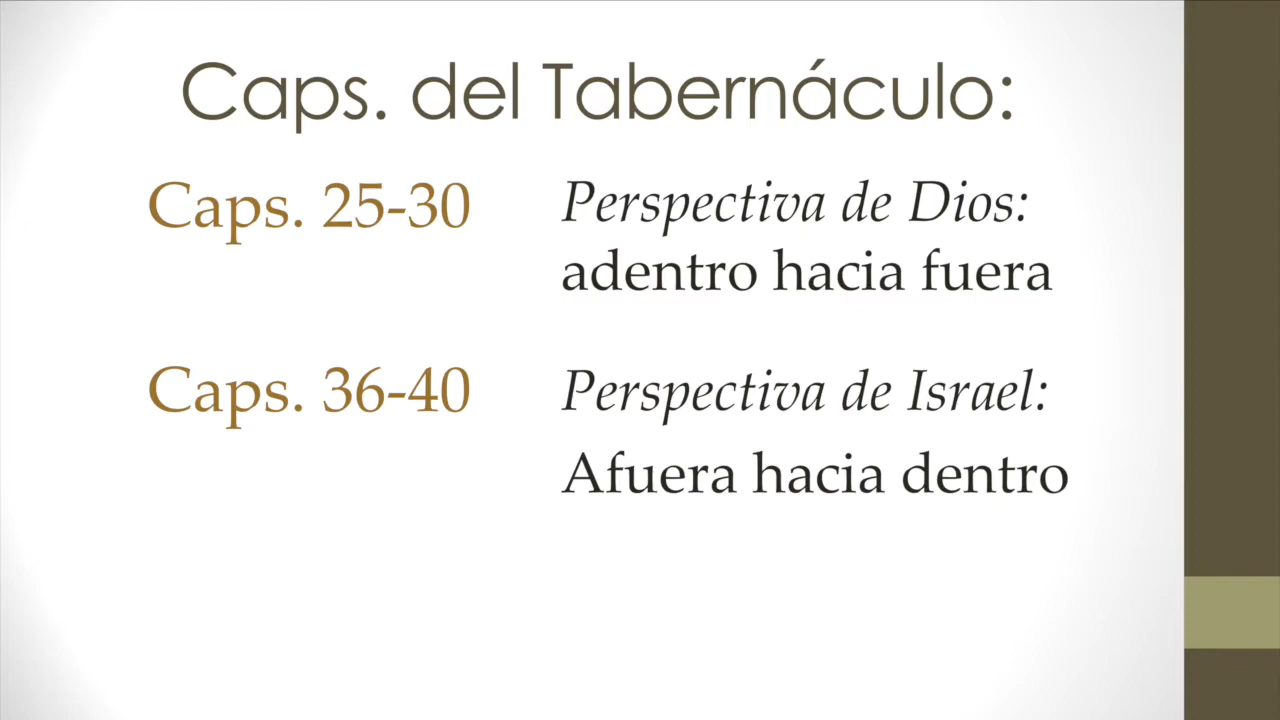 Caps. del Tabernáculo:
Caps. 25-30
Perspectiva de Dios:
adentro hacia fuera
Caps. 36-40
Perspectiva de Israel:
Afuera hacia dentro